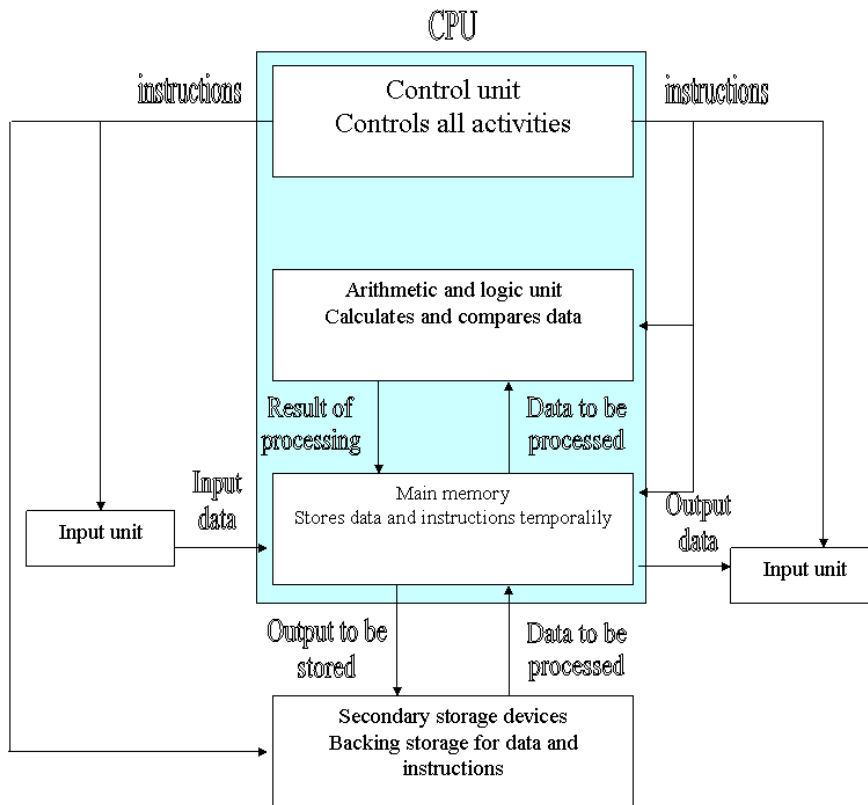 CPU
instructions
Control unit
Controls all activities
instructions
Arithmetic and logic unit
Calculates and compares data
Result of
processing
Data to be
processed
Input
data
Main memory
Stores data and instructions temporalily
Output
data
Input unit
Input unit
Output to be
stored
Data to be
processed
Secondary storage devices
Backing storage for data and
instructions